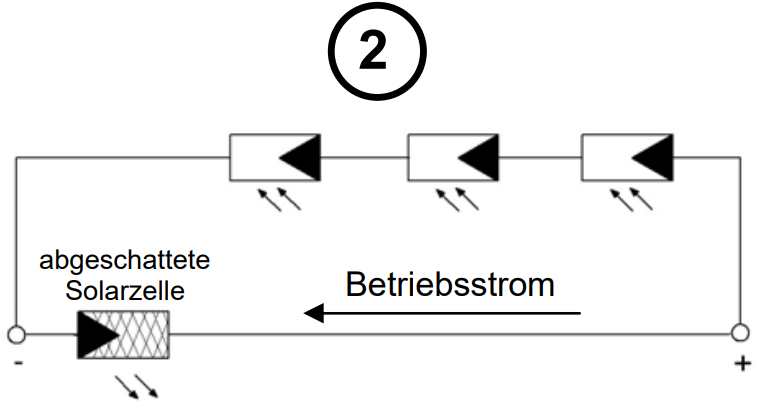 2
abgeschattete
Solarzelle
Betriebsstrom
-
+